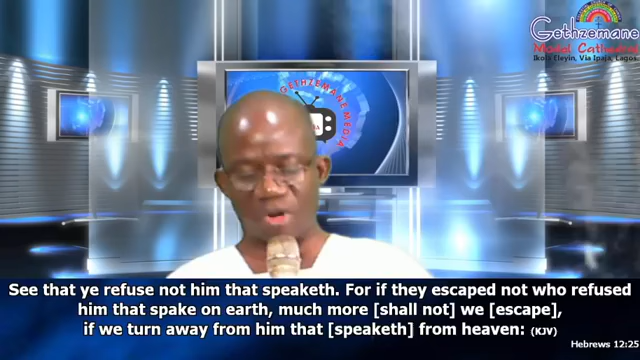 Gethzemane
Model Cathedral
Ikola Eleyin, Via Ipaja, Lagos.
GETHZEMANE MEDIA
See that ye refuse not him that speaketh. For if they escaped not who refused
him that spake on earth, much more [shall not] we [escape],
if we turn away from him that [speaketh] from heaven: (KJV)
Hebrews 12:25